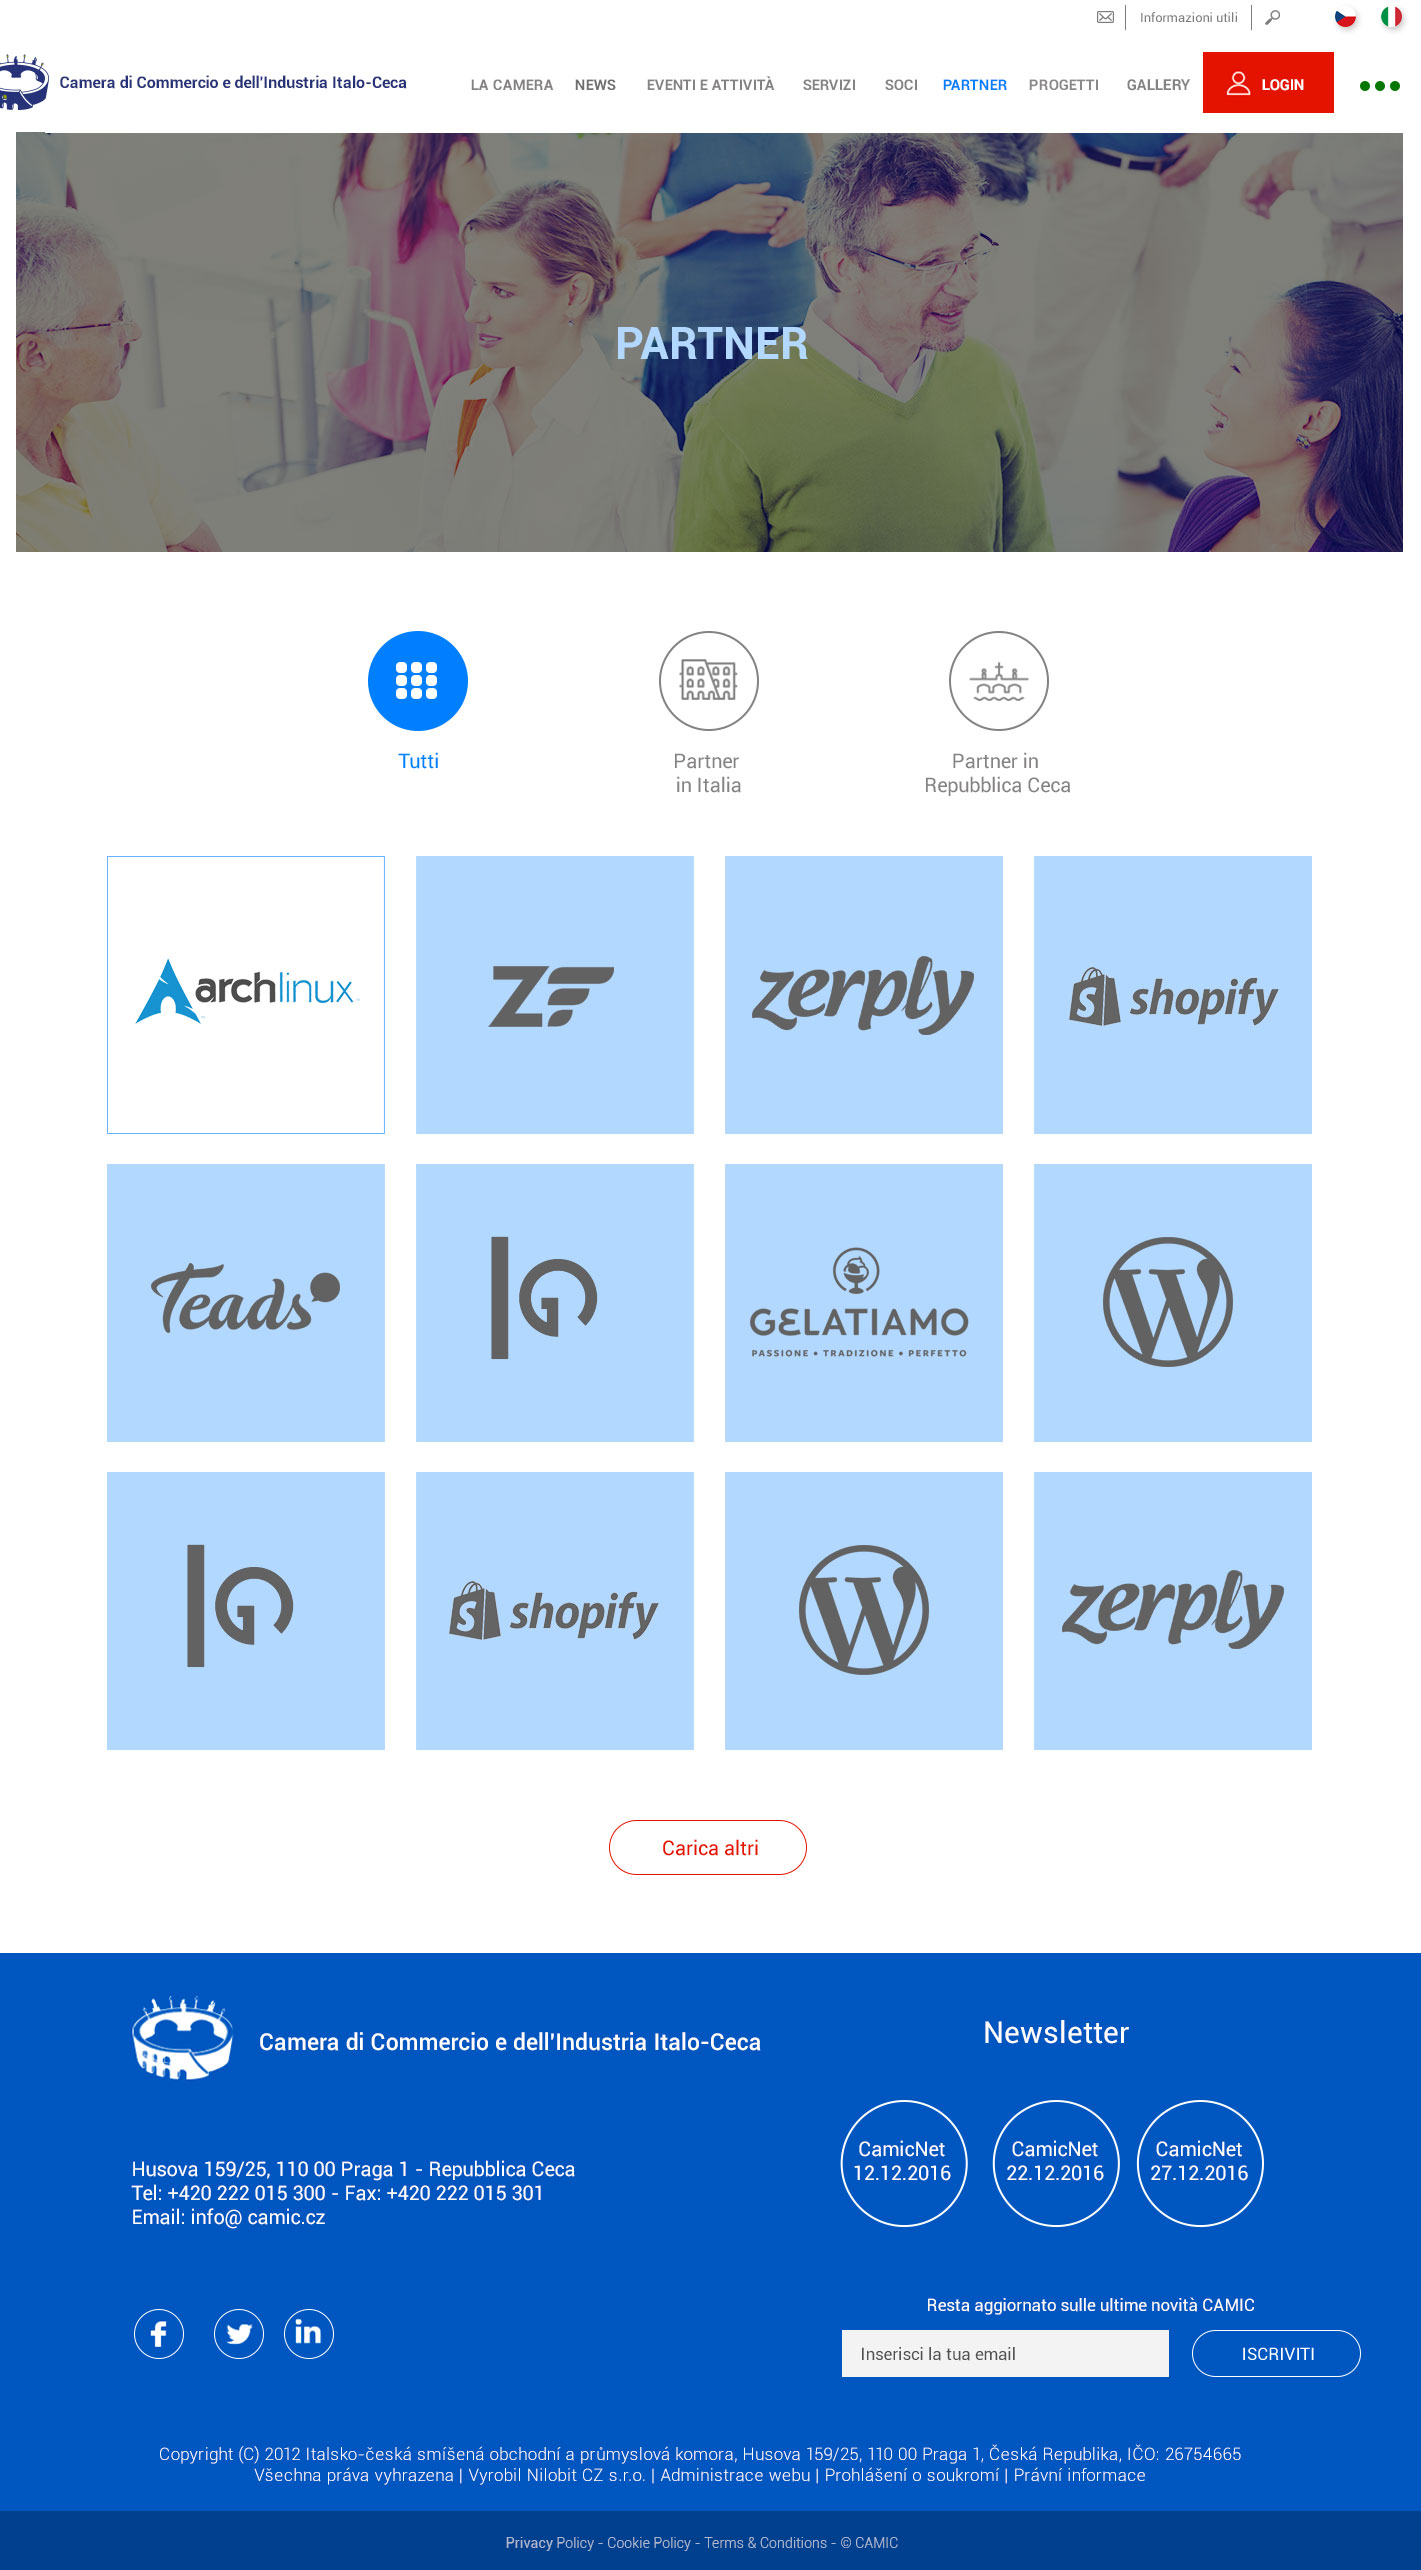 Informazioni utili
Camera di Commercio e dell'Industria Italo-Ceca
LA CAMERA NEWS EVENTI E ATTIVITÀ SERVIZI SOCI PARTNER PROGETTI GALLERY LOGIN
PARTNER
Tutti
Partner
in Italia
Partner in
Repubblica Ceca
archlinux
ZF
zerply
shopify
Teads
GELATIAMO
PASSIONE • TRADIZIONE • PERFETTO
W
shopify
W
zerply
Carica altri
Camera di Commercio e dell'Industria Italo-Ceca
Husova 159/25, 110 00 Praga 1 - Repubblica Ceca
Tel: +420 222 015 300 - Fax: +420 222 015 301
Email: info@ camic.cz
Newsletter
CamicNet
12.12.2016
CamicNet
22.12.2016
CamicNet
27.12.2016
Resta aggiornato sulle ultime novità CAMIC
Inserisci la tua email
ISCRIVITI
Copyright (C) 2012 Italsko-česká smíšená obchodní a průmyslová komora, Husova 159/25, 110 00 Praga 1, Česká Republika, IČO: 26754665
Všechna práva vyhrazena | Vyrobil Nilobit CZ s.r.o. | Administrace webu | Prohlášení o soukromí | Právní informace
Privacy Policy - Cookie Policy - Terms & Conditions - © CAMIC